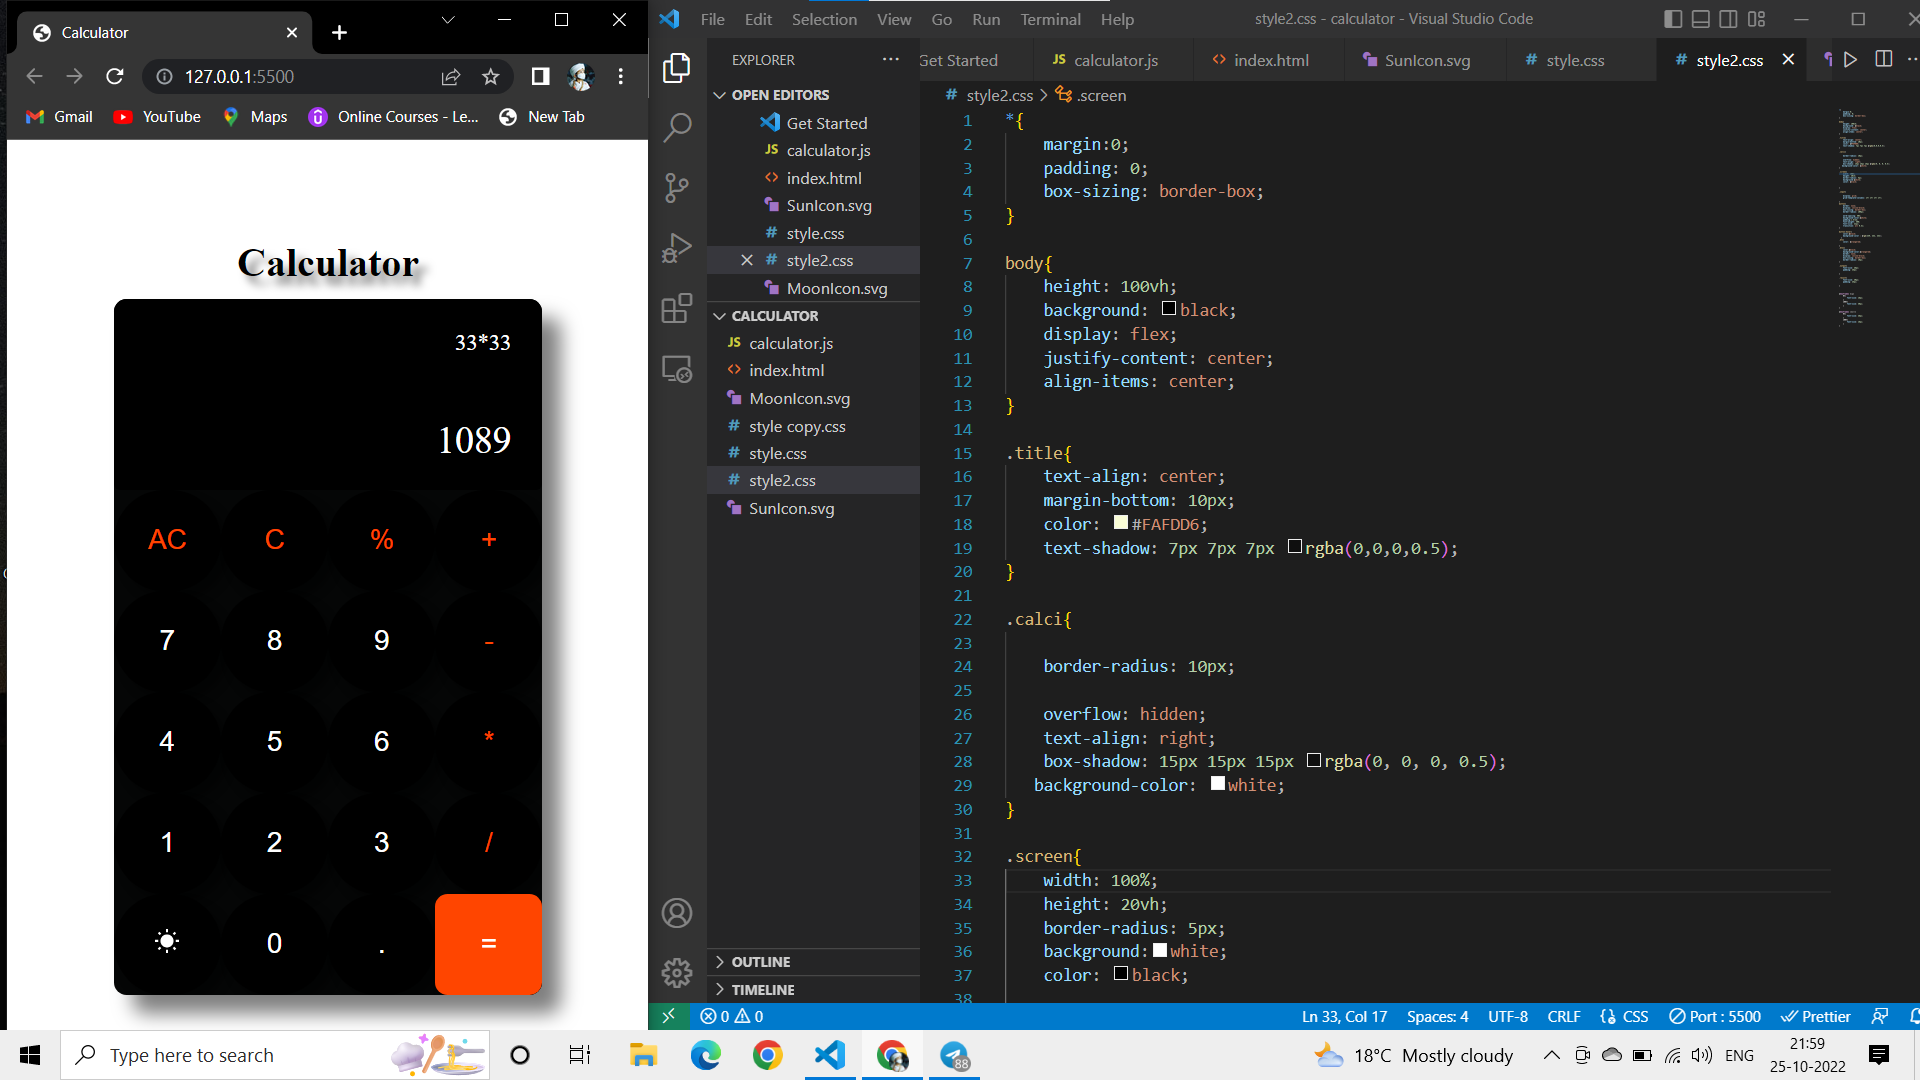 Calculator
127.0.0.1:5500
Gmail
YouTube
Maps
Online Courses - Le...
New Tab
Calculator
33*33
1089
AC C % +
7 8 9 -
4 5 6 *
1 2 3 /
0 . =
File Edit Selection View Go Run Terminal Help
style2.css - calculator - Visual Studio Code
EXPLORER
Get Started
JS calculator.js
<> index.html
SunIcon.svg
# style.css
# style2.css
# style2.css > .screen
OPEN EDITORS
Get Started
JS calculator.js
<> index.html
SunIcon.svg
# style.css
# style2.css
MoonIcon.svg
CALCULATOR
JS calculator.js
<> index.html
MoonIcon.svg
# style copy.css
# style.css
# style2.css
SunIcon.svg
OUTLINE
TIMELINE
1 *{
2 margin:0;
3 padding: 0;
4 box-sizing: border-box;
5 }
6
7 body{
8 height: 100vh;
9 background: black;
10 display: flex;
11 justify-content: center;
12 align-items: center;
13 }
14
15 .title{
16 text-align: center;
17 margin-bottom: 10px;
18 color: #FAFDD6;
19 text-shadow: 7px 7px 7px rgba(0,0,0,0.5);
20 }
21
22 .calci{
23
24 border-radius: 10px;
25
26 overflow: hidden;
27 text-align: right;
28 box-shadow: 15px 15px 15px rgba(0, 0, 0, 0.5);
29 background-color: white;
30 }
31
32 .screen{
33 width: 100%;
34 height: 20vh;
35 border-radius: 5px;
36 background: white;
37 color: black;
38
0 0
Ln 33, Col 17 Spaces: 4 UTF-8 CRLF {} CSS Port : 5500 Prettier
Type here to search
88
18°C Mostly cloudy
ENG
21:59
25-10-2022